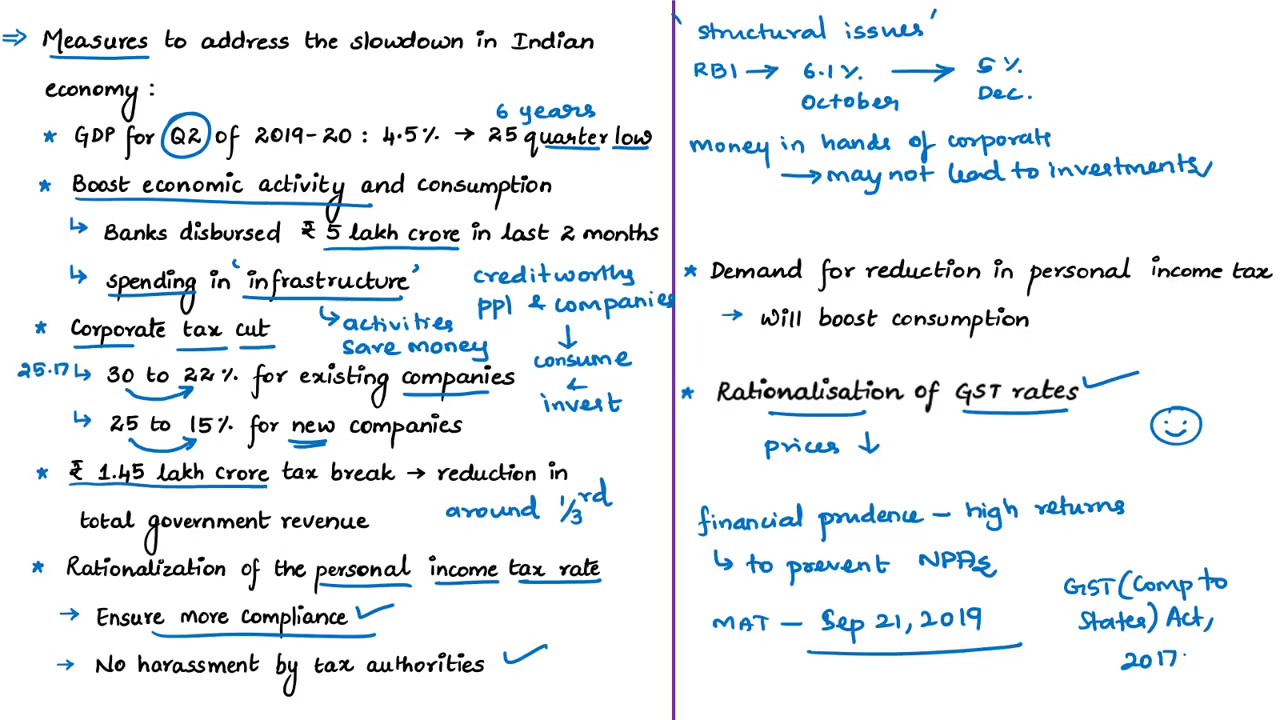 ⇒ Measures to address the slowdown in Indian
economy :
6 years
* GDP for Q2 of 2019-20 : 4.5% → 25 quarter low
* Boost economic activity and consumption
↳ Banks disbursed ₹ 5 lakh crore in last 2 months
↳ spending in 'infrastructure'
↳ activities
save money
creditworthy
ppl & companies
↓
consume
←
invest
* Corporate tax cut
25.17 ↳ 30 to 22% for existing companies
↳ 25 to 15% for new companies
* ₹ 1.45 lakh crore tax break → reduction in
total government revenue
around 1/3rd
* Rationalization of the personal income tax rate
→ Ensure more compliance ✓
→ No harassment by tax authorities ✓
'structural issues'
RBI → 6.1% → 5%
October Dec.
money in hands of corporate
→ may not lead to investments
* Demand for reduction in personal income tax
→ will boost consumption
* Rationalisation of GST rates ✓
prices ↓
financial prudence – high returns
↳ to prevent NPAs
MAT – Sep 21, 2019
GST (Comp to
States) Act,
2017.